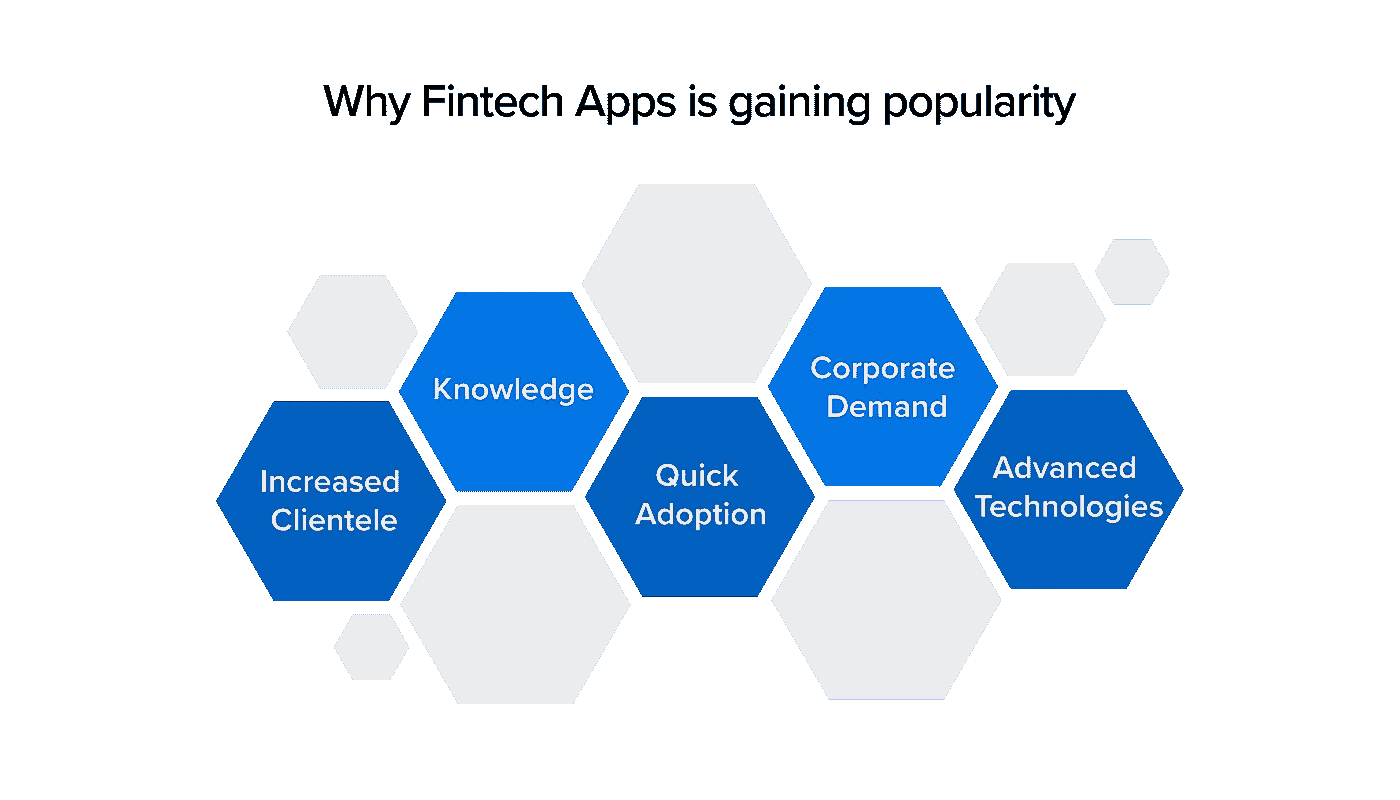 Why Fintech Apps is gaining popularity
Increased
Clientele
Knowledge
Quick
Adoption
Corporate
Demand
Advanced
Technologies